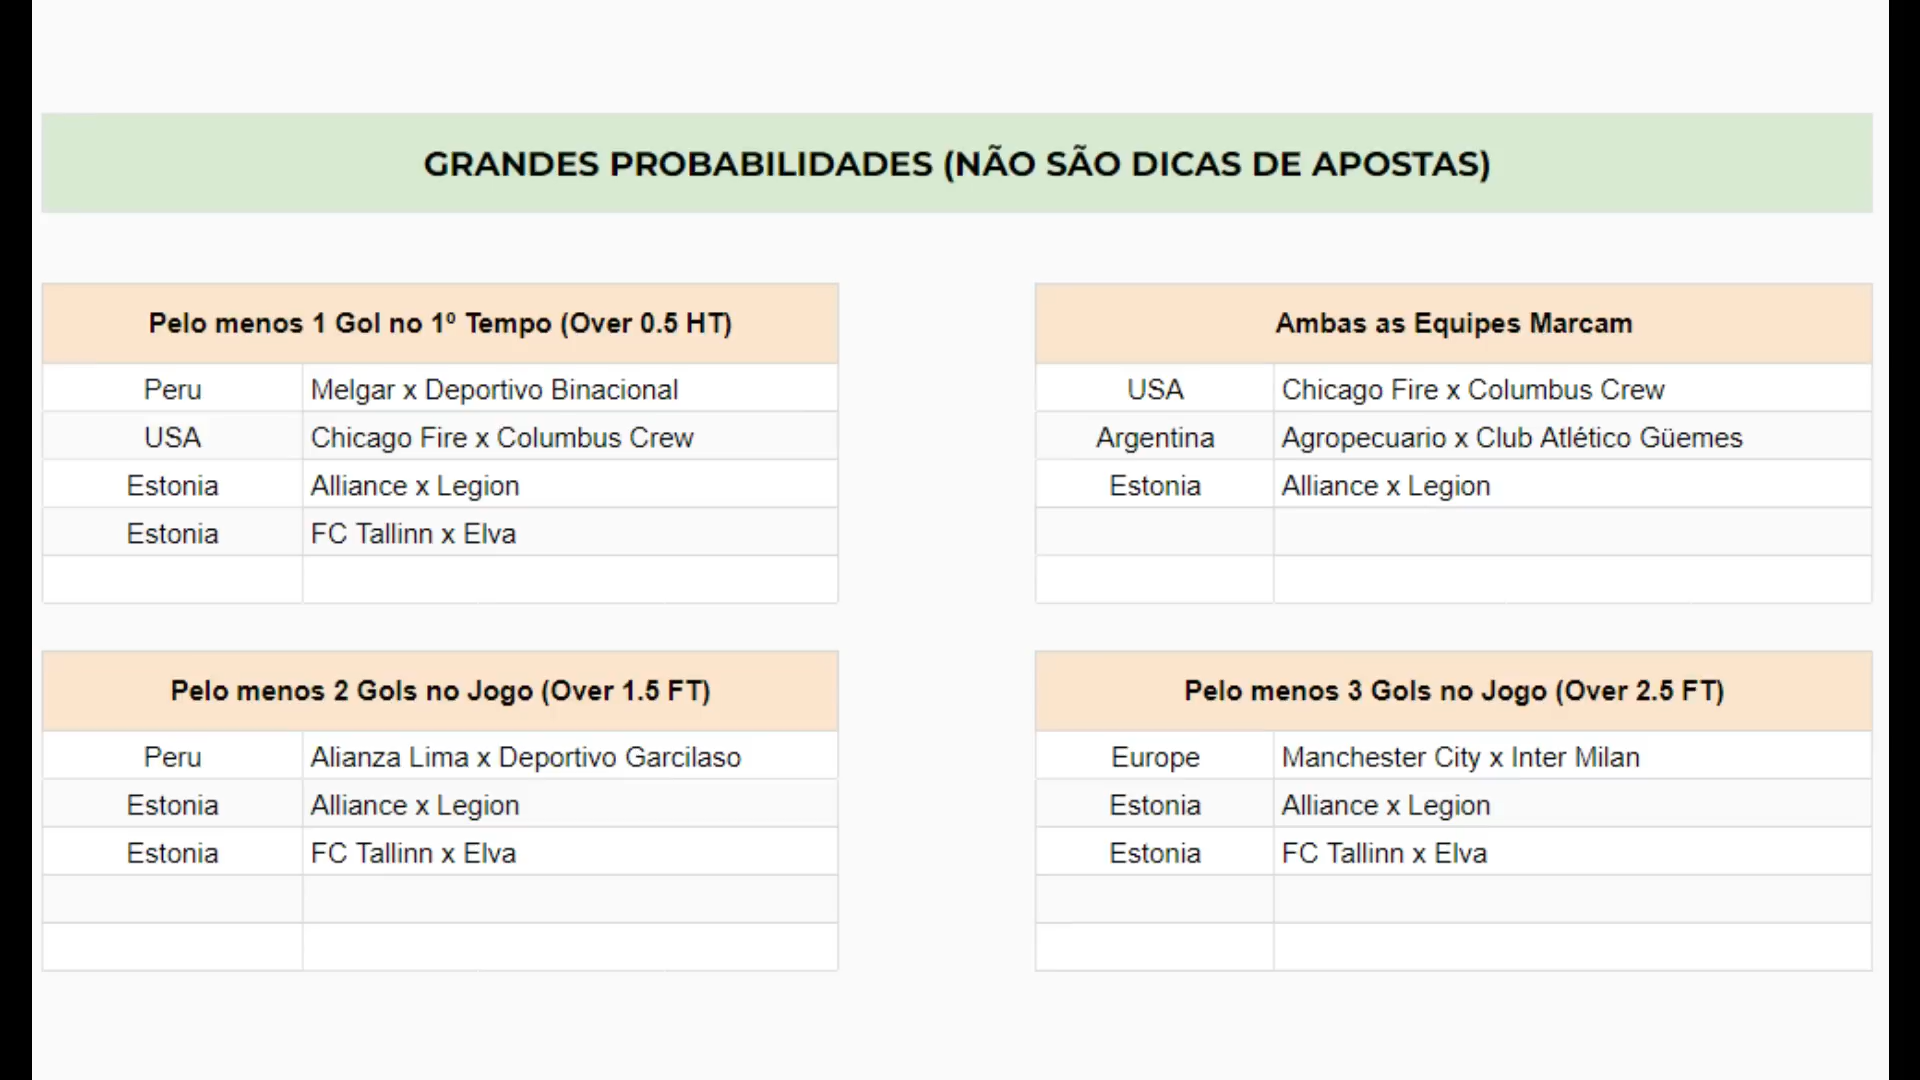 GRANDES PROBABILIDADES (NÃO SÃO DICAS DE APOSTAS)
Pelo menos 1 Gol no 1º Tempo (Over 0.5 HT)
Peru Melgar x Deportivo Binacional
USA Chicago Fire x Columbus Crew
Estonia Alliance x Legion
Estonia FC Tallinn x Elva
Ambas as Equipes Marcam
USA Chicago Fire x Columbus Crew
Argentina Agropecuario x Club Atlético Güemes
Estonia Alliance x Legion
Pelo menos 2 Gols no Jogo (Over 1.5 FT)
Peru Alianza Lima x Deportivo Garcilaso
Estonia Alliance x Legion
Estonia FC Tallinn x Elva
Pelo menos 3 Gols no Jogo (Over 2.5 FT)
Europe Manchester City x Inter Milan
Estonia Alliance x Legion
Estonia FC Tallinn x Elva